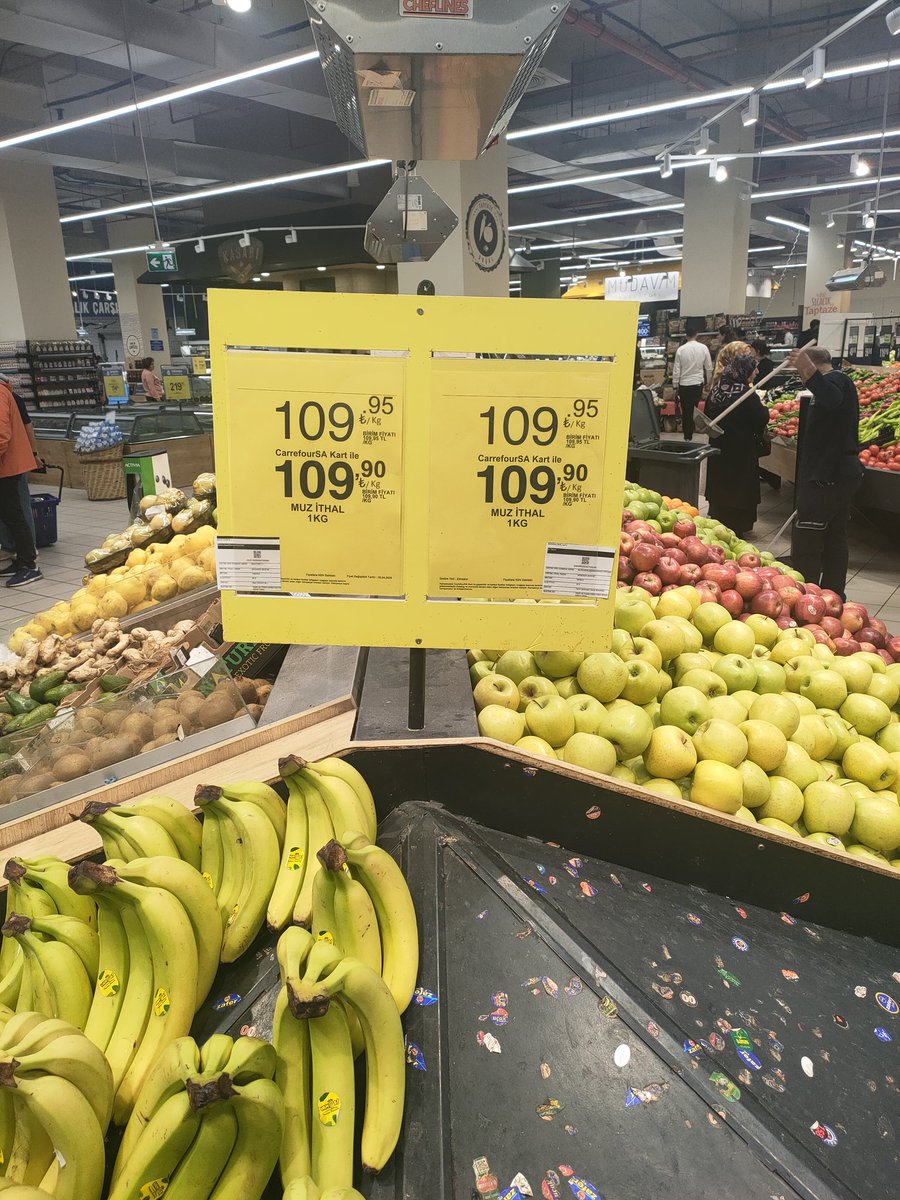 CHEFLINES
KASABI
MÜDAVİM
Taptaze
219
109.95
₺/Kg
BİRİM FİYATI
109,95 TL
/KG
CarrefourSA Kart ile
109,90
₺/Kg
BİRİM FİYATI
109,90 TL
/KG
MUZ İTHAL
1KG
109.95
₺/Kg
BİRİM FİYATI
109,95 TL
/KG
CarrefourSA Kart ile
109,90
₺/Kg
BİRİM FİYATI
109,90 TL
/KG
MUZ İTHAL
1KG